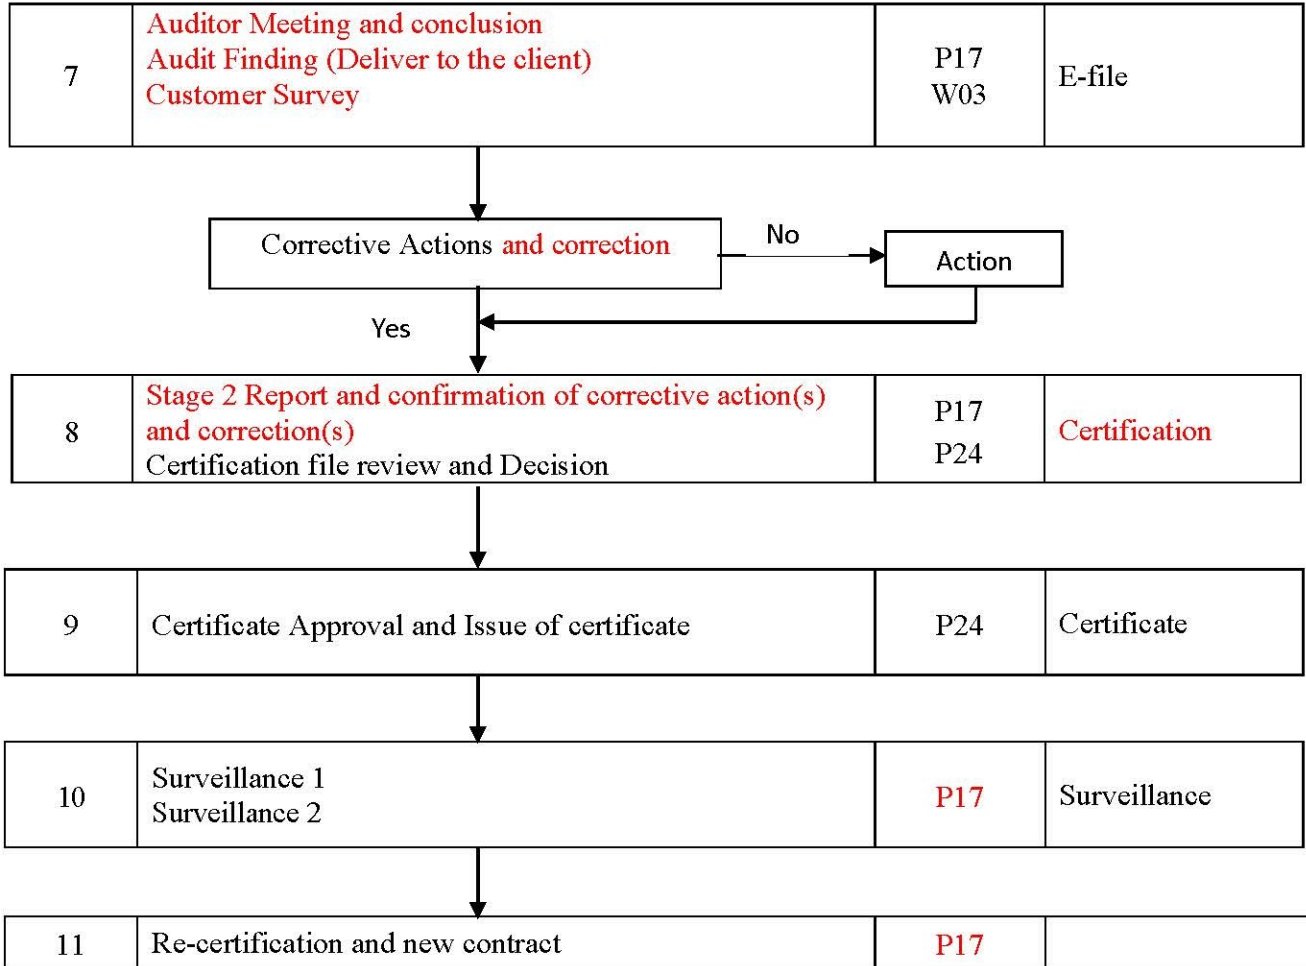 7
Auditor Meeting and conclusion
Audit Finding (Deliver to the client)
Customer Survey
P17
W03
E-file
Corrective Actions and correction
No
Action
Yes
8
Stage 2 Report and confirmation of corrective action(s)
and correction(s)
Certification file review and Decision
P17
P24
Certification
9
Certificate Approval and Issue of certificate
P24
Certificate
10
Surveillance 1
Surveillance 2
P17
Surveillance
11
Re-certification and new contract
P17